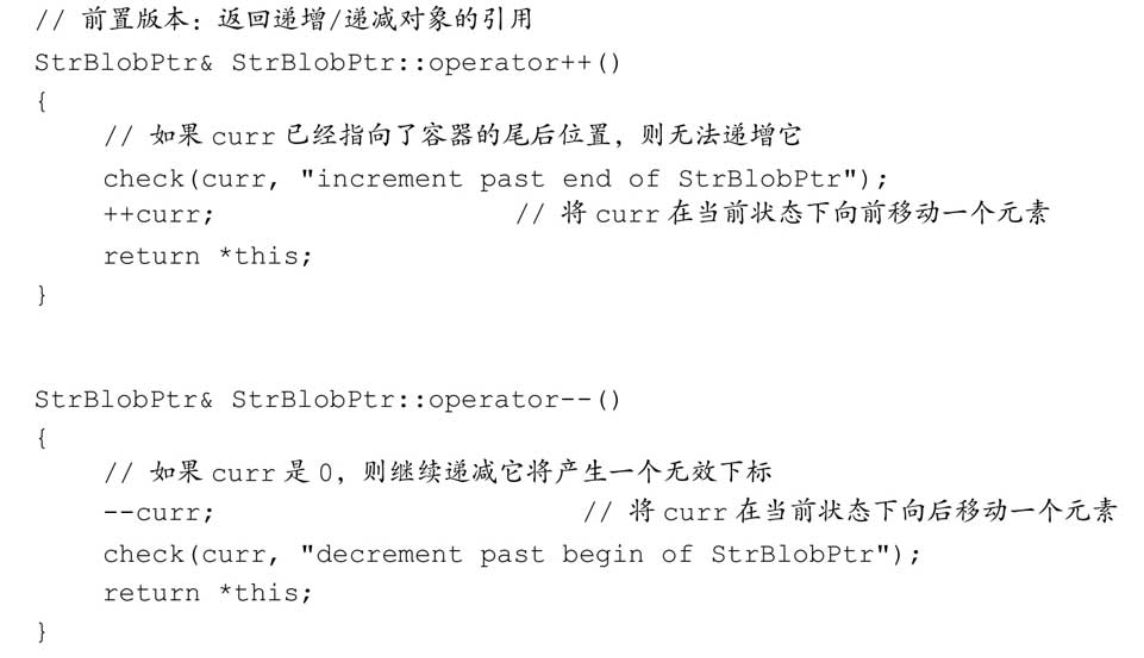 // 前置版本：返回递增/递减对象的引用
StrBlobPtr& StrBlobPtr::operator++()
{
    // 如果 curr 已经指向了容器的尾后位置，则无法递增它
    check(curr, "increment past end of StrBlobPtr");
    ++curr;                // 将 curr 在当前状态下向前移动一个元素
    return *this;
}
StrBlobPtr& StrBlobPtr::operator--()
{
    // 如果 curr 是 0，则继续递减它将产生一个无效下标
    --curr;                    // 将 curr 在当前状态下向后移动一个元素
    check(curr, "decrement past begin of StrBlobPtr");
    return *this;
}